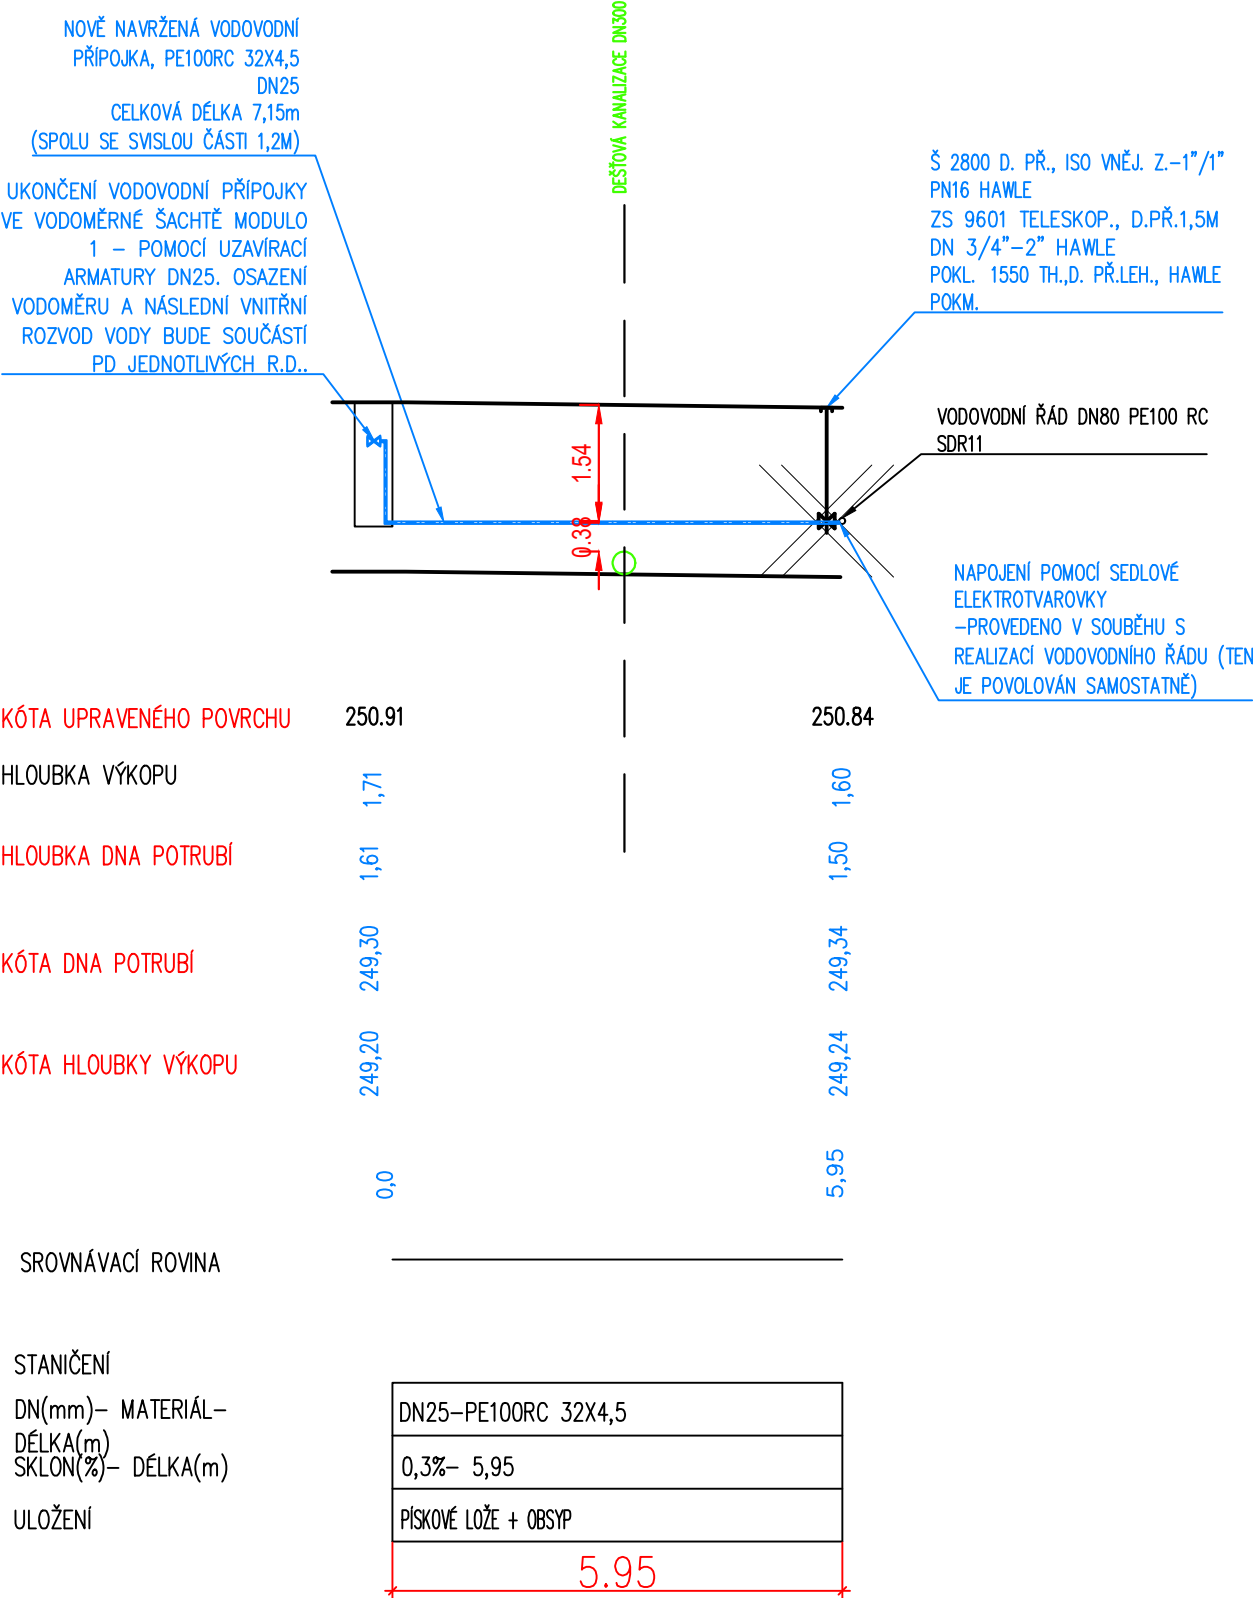 NOVĚ NAVRŽENÁ VODOVODNÍ
PŘÍPOJKA, PE100RC 32X4,5
DN25
CELKOVÁ DÉLKA 7,15m
(SPOLU SE SVISLOU ČÁSTI 1,2M)
UKONČENÍ VODOVODNÍ PŘÍPOJKY
VE VODOMĚRNÉ ŠACHTĚ MODULO
1 – POMOCÍ UZAVÍRACÍ
ARMATURY DN25. OSAZENÍ
VODOMĚRU A NÁSLEDNÍ VNITŘNÍ
ROZVOD VODY BUDE SOUČÁSTÍ
PD JEDNOTLIVÝCH R.D..
DEŠŤOVÁ KANALIZACE DN300
Š 2800 D. PŘ., ISO VNĚJ. Z.–1"/1"
PN16 HAWLE
ZS 9601 TELESKOP., D.PŘ.1,5M
DN 3/4"–2" HAWLE
POKL. 1550 TH.,D. PŘ.LEH., HAWLE
POKM.
VODOVODNÍ ŘÁD DN80 PE100 RC
SDR11
1.54
0.38
NAPOJENÍ POMOCÍ SEDLOVÉ
ELEKTROTVAROVKY
–PROVEDENO V SOUBĚHU S
REALIZACÍ VODOVODNÍHO ŘÁDU (TEN
JE POVOLOVÁN SAMOSTATNĚ)
KÓTA UPRAVENÉHO POVRCHU 250.91 250.84
HLOUBKA VÝKOPU 1,71 1,60
HLOUBKA DNA POTRUBÍ 1,61 1,50
KÓTA DNA POTRUBÍ 249,30 249,34
KÓTA HLOUBKY VÝKOPU 249,20 249,24
0,0 5,95
SROVNÁVACÍ ROVINA
STANIČENÍ
DN(mm)– MATERIÁL–
DÉLKA(m)
DN25–PE100RC 32X4,5
SKLON(%)– DÉLKA(m)
0,3%– 5,95
ULOŽENÍ
PÍSKOVÉ LOŽE + OBSYP
5.95